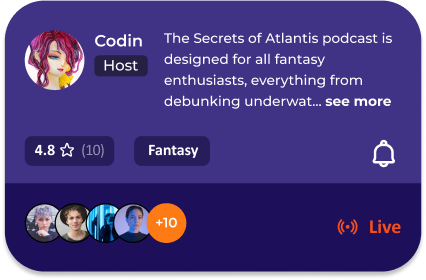 Codin
Host
The Secrets of Atlantis podcast is
designed for all fantasy
enthusiasts, everything from
debunking underwat... see more
4.8 (10)
Fantasy
+10
Live